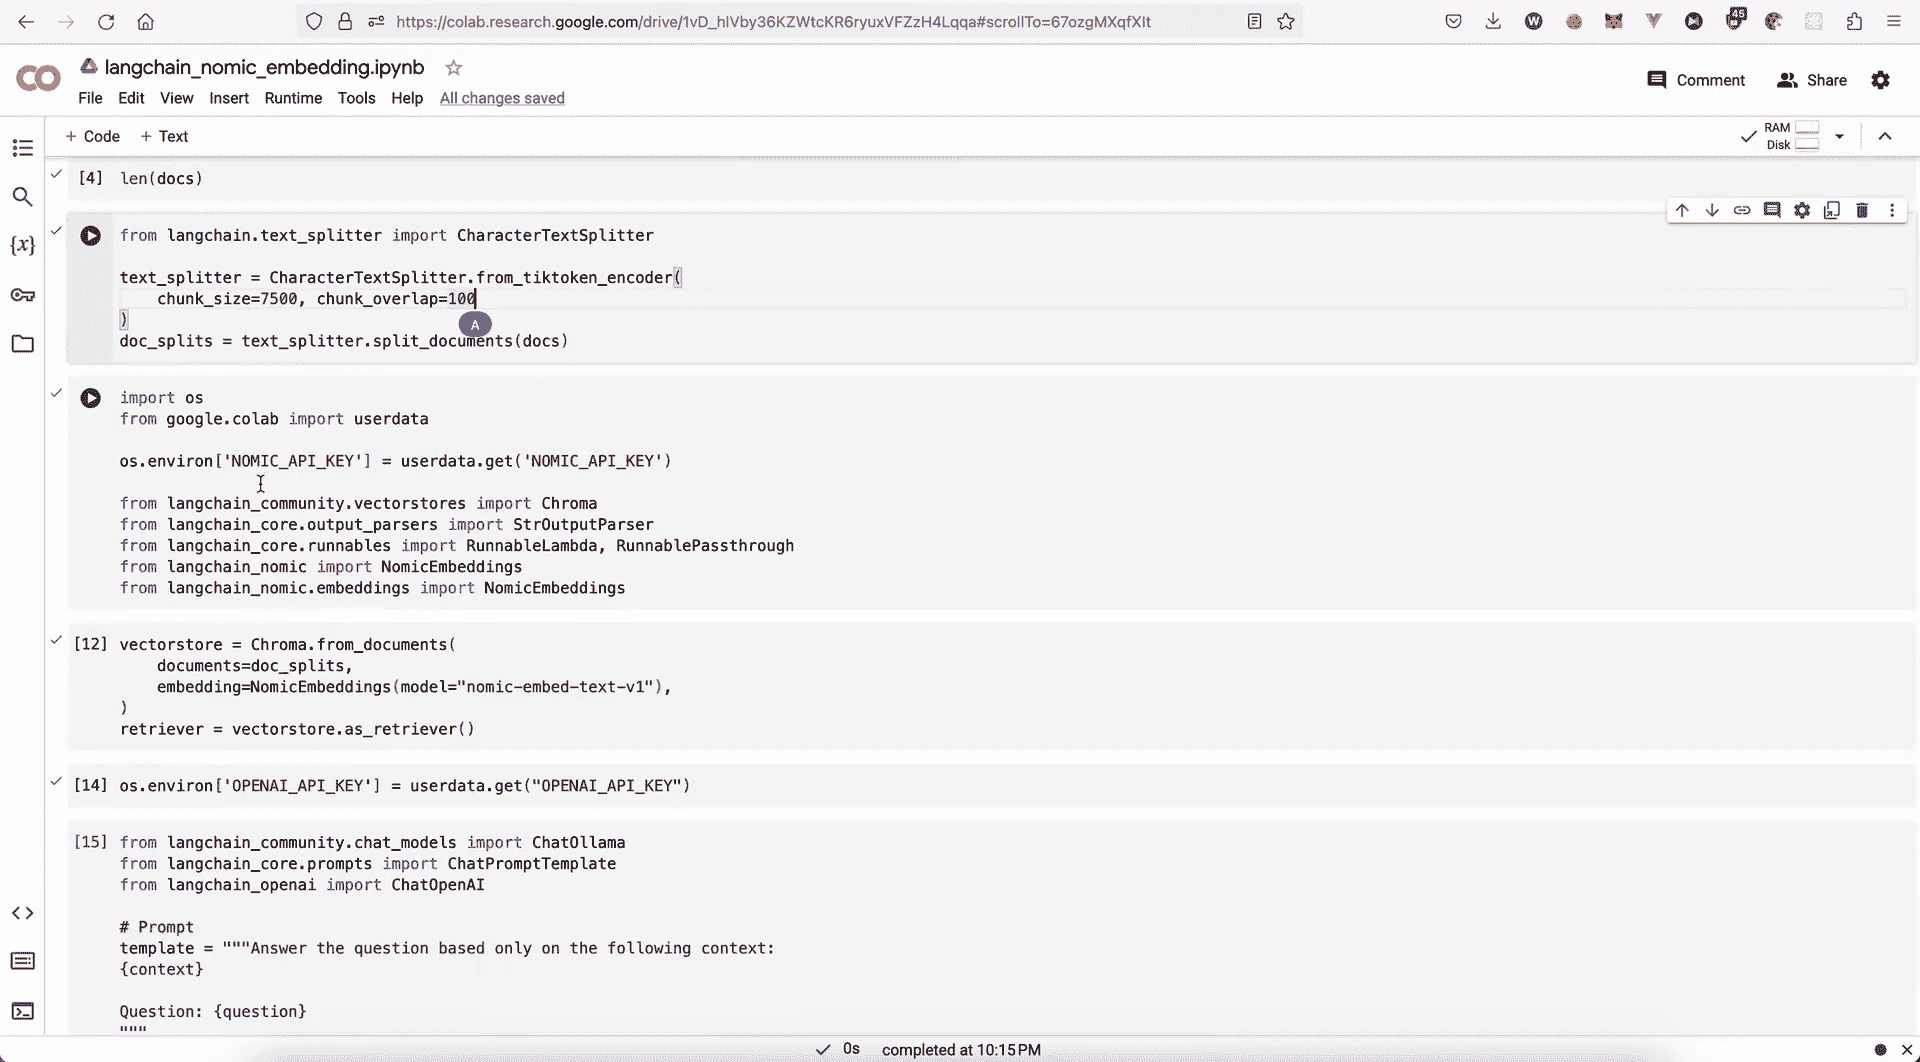 https://colab.research.google.com/drive/1vD_hlVby36KZWtcKR6ryuxVFZzH4Lqqa#scrollTo=67ozgMXqfXIt
W
45
CO
langchain_nomic_embedding.ipynb
Comment
Share
File Edit View Insert Runtime Tools Help All changes saved
+ Code + Text
RAM
Disk
[4] len(docs)
from langchain.text_splitter import CharacterTextSplitter
text_splitter = CharacterTextSplitter.from_tiktoken_encoder(
    chunk_size=7500, chunk_overlap=100
)
A
doc_splits = text_splitter.split_documents(docs)
{x}
import os
from google.colab import userdata
os.environ['NOMIC_API_KEY'] = userdata.get('NOMIC_API_KEY')
from langchain_community.vectorstores import Chroma
from langchain_core.output_parsers import StrOutputParser
from langchain_core.runnables import RunnableLambda, RunnablePassthrough
from langchain_nomic import NomicEmbeddings
from langchain_nomic.embeddings import NomicEmbeddings
[12] vectorstore = Chroma.from_documents(
    documents=doc_splits,
    embedding=NomicEmbeddings(model="nomic-embed-text-v1"),
)
retriever = vectorstore.as_retriever()
[14] os.environ['OPENAI_API_KEY'] = userdata.get("OPENAI_API_KEY")
[15] from langchain_community.chat_models import ChatOllama
from langchain_core.prompts import ChatPromptTemplate
from langchain_openai import ChatOpenAI
# Prompt
template = """Answer the question based only on the following context:
{context}
Question: {question}
"""
0s completed at 10:15 PM